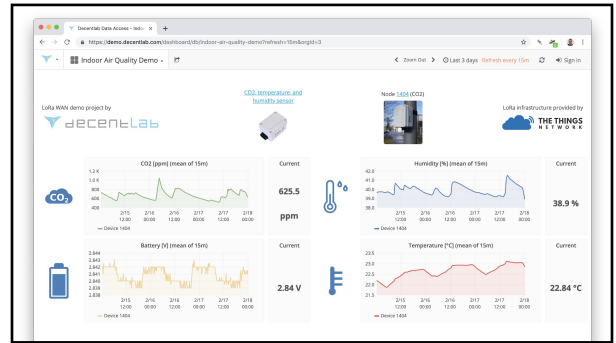 Decentlab Data Access - Indo
https://demo.decentlab.com/dashboard/db/indoor-air-quality-demo?refresh=15m&orgId=3
Indoor Air Quality Demo
Zoom Out
Last 3 days Refresh every 15m
Sign in
LoRa WAN demo project by
decentlab
CO2, temperature, and
humidity sensor
Node 1404 (CO2)
LoRa infrastructure provided by
THE THINGS
NETWORK
CO2
CO2 [ppm] (mean of 15m)
1.2 K
1.0 K
800
600
400
2/15 2/16 2/16 2/17 2/17 2/18
12:00 00:00 12:00 00:00 12:00 00:00
Device 1404
Current
625.5
ppm
Humidity [%] (mean of 15m)
42.0
41.0
40.0
39.0
38.0
2/15 2/16 2/16 2/17 2/17 2/18
12:00 00:00 12:00 00:00 12:00 00:00
Device 1404
Current
38.9 %
Battery [V] (mean of 15m)
2.844
2.843
2.842
2.841
2.840
2.839
2.838
2/15 2/16 2/16 2/17 2/17 2/18
12:00 00:00 12:00 00:00 12:00 00:00
Device 1404
Current
2.84 V
Temperature [°C] (mean of 15m)
23.5
23.0
22.5
22.0
21.5
2/15 2/16 2/16 2/17 2/17 2/18
12:00 00:00 12:00 00:00 12:00 00:00
Device 1404
Current
22.84 °C